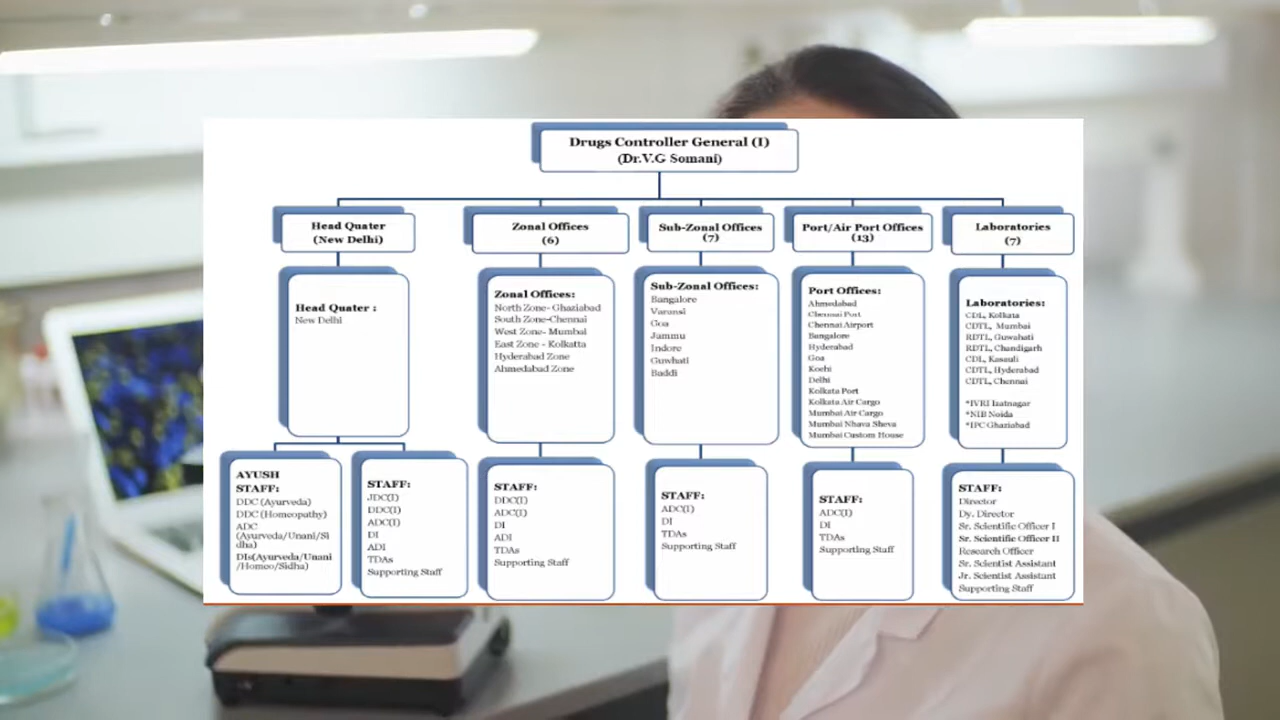 Drugs Controller General (I)
(Dr.V.G Somani)
Head Quater
(New Delhi)
Zonal Offices
(6)
Sub-Zonal Offices
(7)
Port/Air Port Offices
(13)
Laboratories
(7)
Head Quater :
New Delhi
Zonal Offices:
North Zone- Ghaziabad
South Zone-Chennai
West Zone- Mumbai
East Zone - Kolkatta
Hyderabad Zone
Ahmedabad Zone
Sub-Zonal Offices:
Bangalore
Varansi
Goa
Jammu
Indore
Guwhati
Baddi
Port Offices:
Ahmedabad
Chennai Port
Chennai Airport
Bangalore
Hyderabad
Goa
Kochi
Delhi
Kolkata Port
Kolkata Air Cargo
Mumbai Air Cargo
Mumbai Nhava Sheva
Mumbai Custom House
Laboratories:
CDL, Kolkata
CDTL, Mumbai
RDTL, Guwahati
RDTL, Chandigarh
CDL, Kasauli
CDTL, Hyderabad
CDTL, Chennai
*IVRI Izatnagar
*NIB Noida
*IPC Ghaziabad
AYUSH
STAFF:
DDC (Ayurveda)
DDC (Homeopathy)
ADC
(Ayurveda/Unani/Si
dha)
DIs(Ayurveda/Unani
/Homeo/Sidha)
STAFF:
JDC(I)
DDC(I)
ADC(I)
DI
ADI
TDAs
Supporting Staff
STAFF:
DDC(I)
ADC(I)
DI
ADI
TDAs
Supporting Staff
STAFF:
ADC(I)
DI
TDAs
Supporting Staff
STAFF:
ADC(I)
DI
TDAs
Supporting Staff
STAFF:
Director
Dy. Director
Sr. Scientific Officer I
Sr. Scientific Officer II
Research Officer
Sr. Scientist Assistant
Jr. Scientist Assistant
Supporting Staff